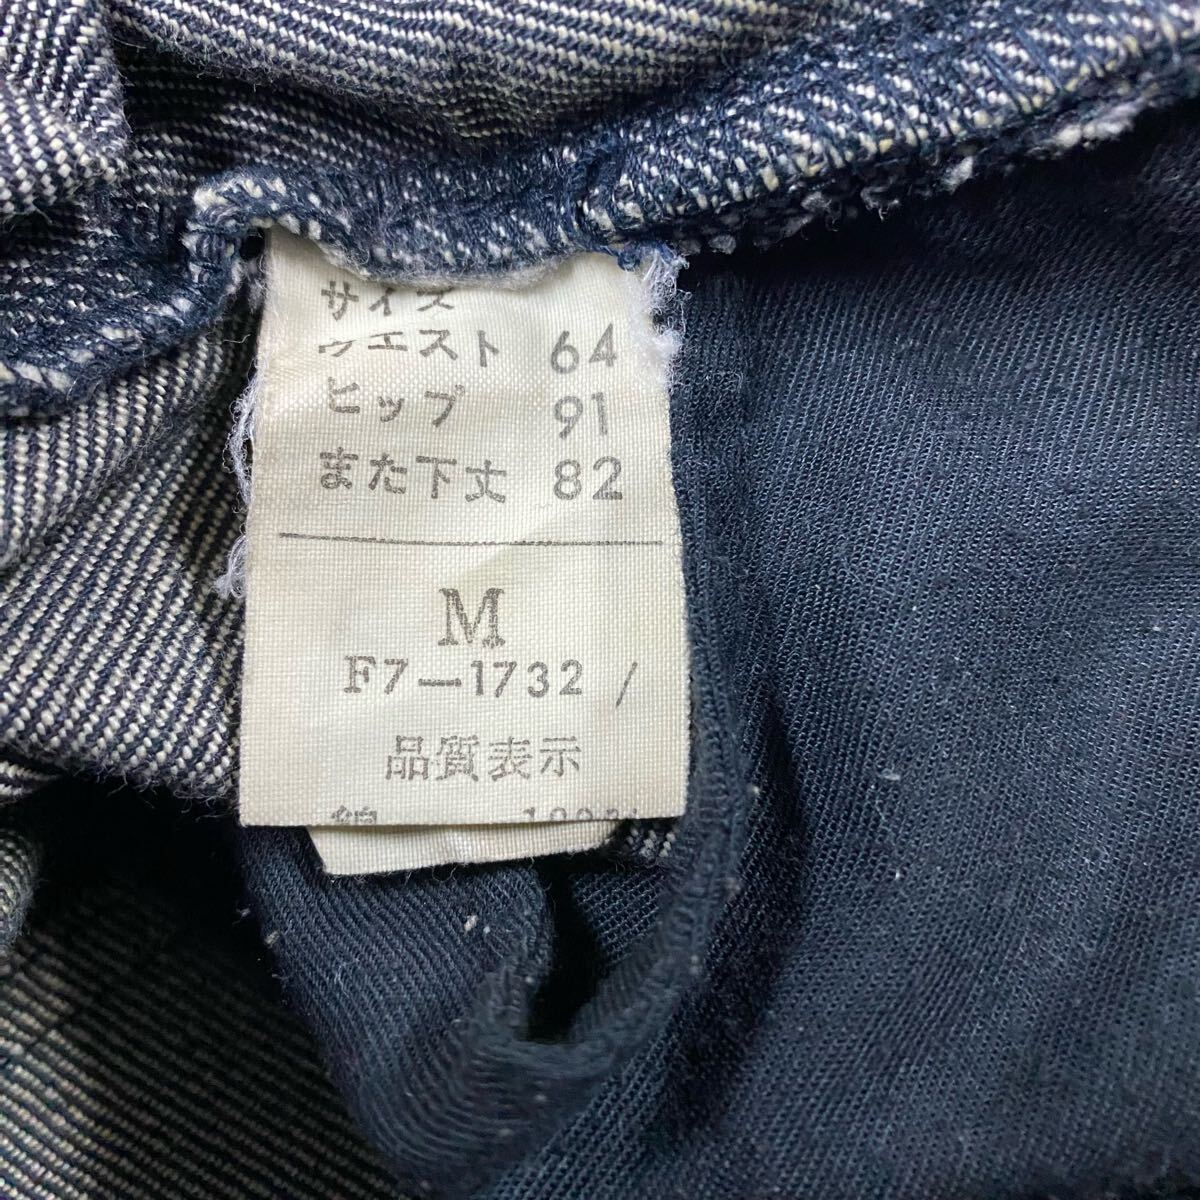 サイズ
ウエスト 64
ヒップ 91
また下丈 82
M
F7—1732 /
品質表示